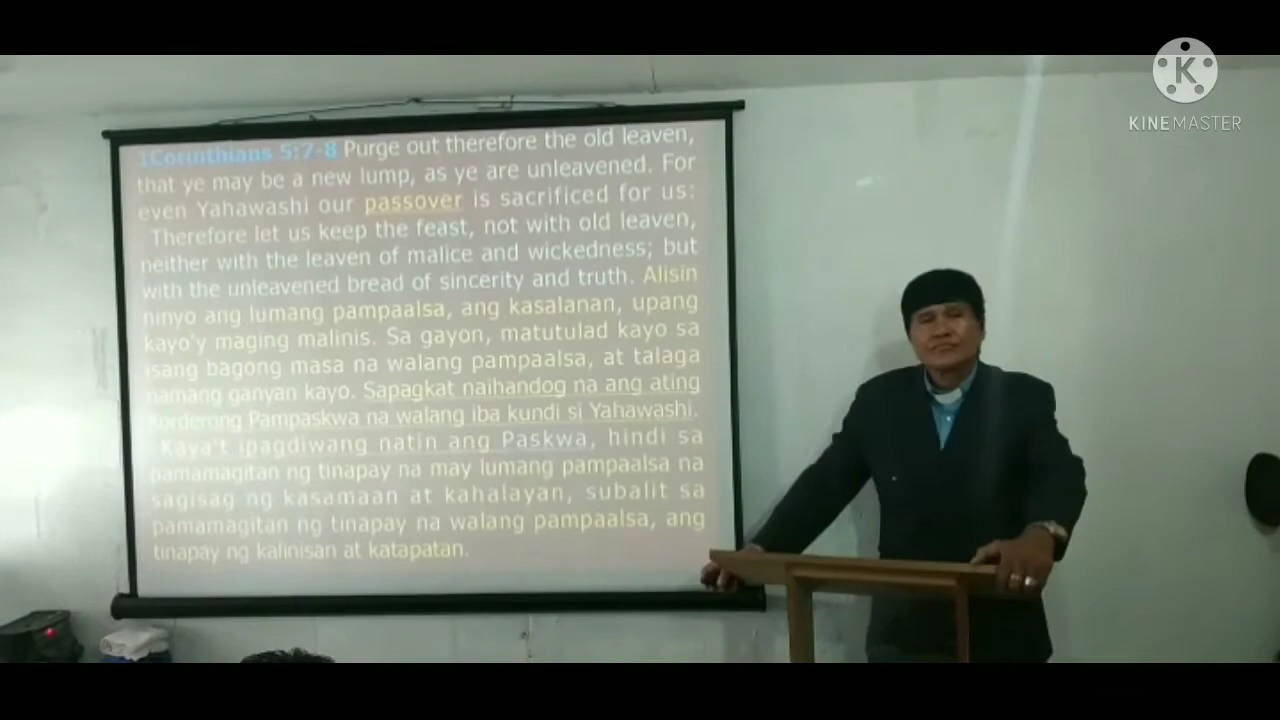 1Corinthians 5:7-8 Purge out therefore the old leaven,
that ye may be a new lump, as ye are unleavened. For
even Yahawashi our passover is sacrificed for us:
Therefore let us keep the feast, not with old leaven,
neither with the leaven of malice and wickedness; but
with the unleavened bread of sincerity and truth. Alisin
ninyo ang lumang pampaalsa, ang kasalanan, upang
kayo'y maging malinis. Sa gayon, matutulad kayo sa
isang bagong masa na walang pampaalsa, at talaga
namang ganyan kayo. Sapagkat naihandog na ang ating
Korderong Pampaskwa na walang iba kundi si Yahawashi.
Kaya't ipagdiwang natin ang Paskwa, hindi sa
pamamagitan ng tinapay na may lumang pampaalsa na
sagisag ng kasamaan at kahalayan, subalit sa
pamamagitan ng tinapay na walang pampaalsa, ang
tinapay ng kalinisan at katapatan.
K
KINEMASTER